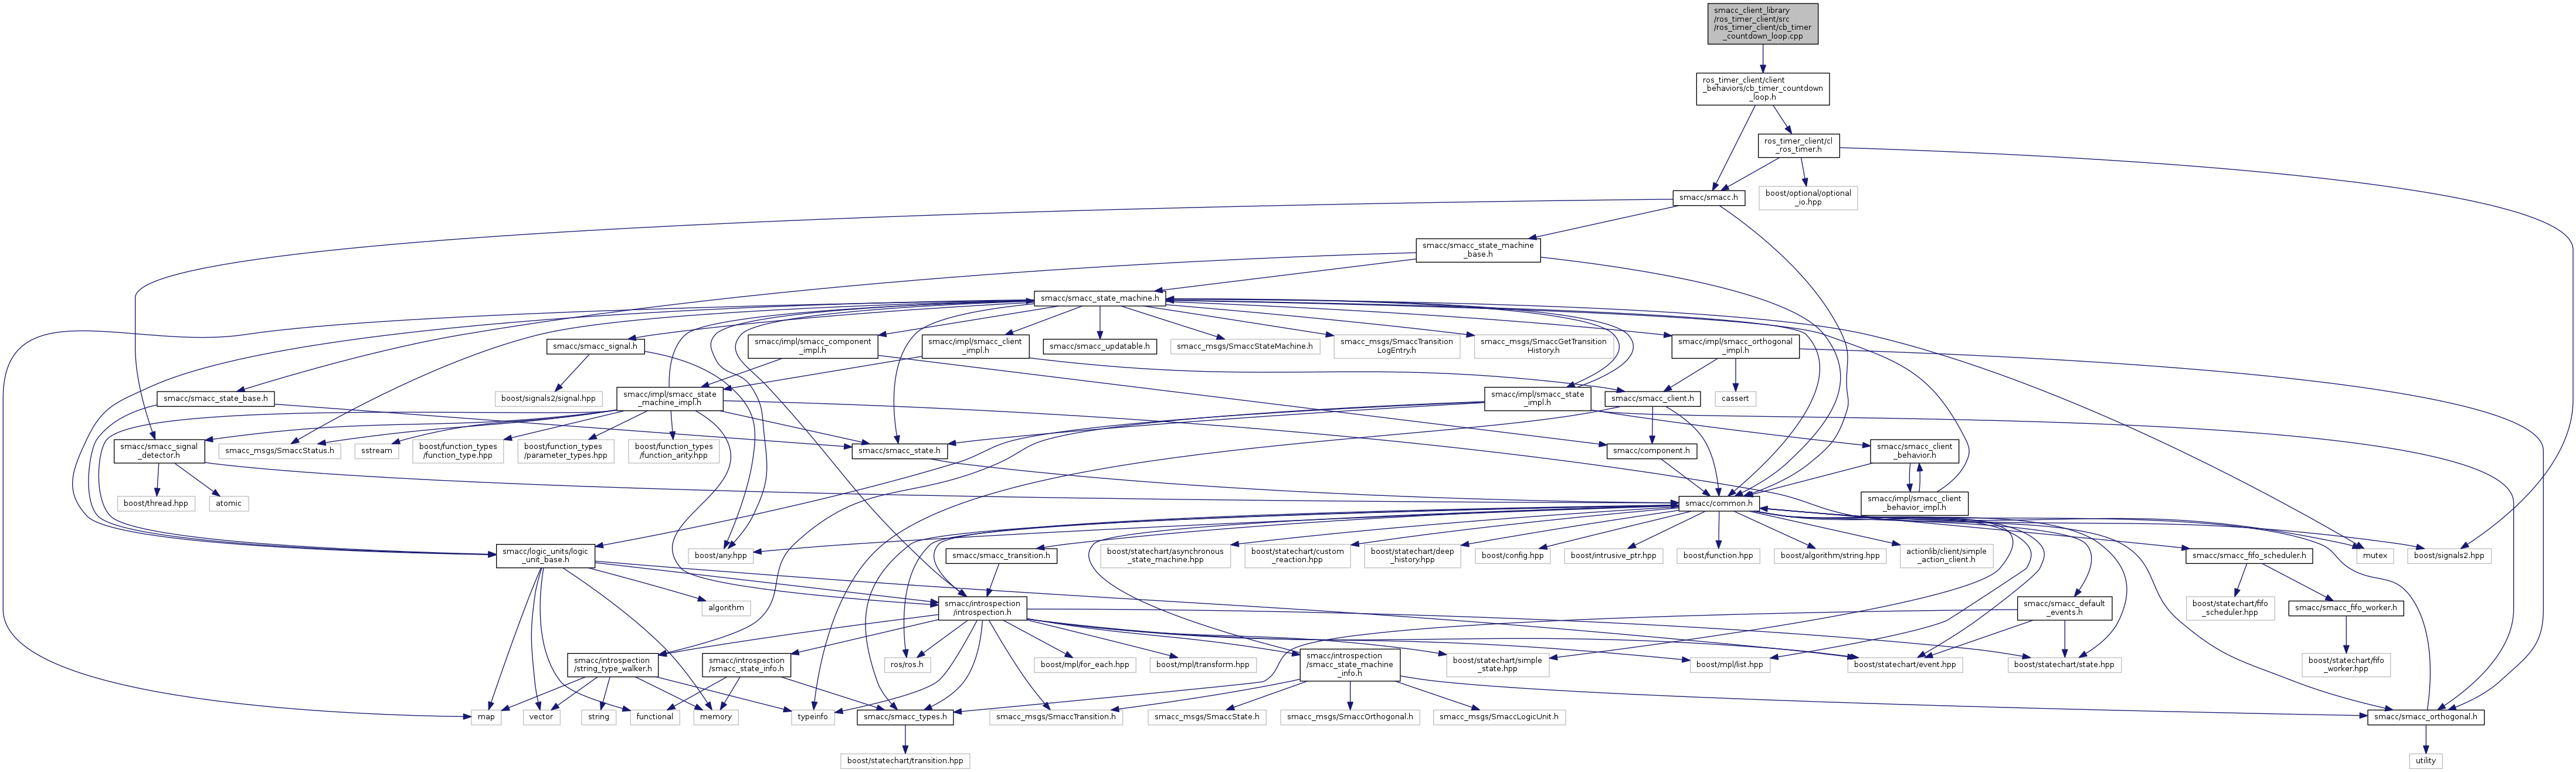 smacc_client_library
/ros_timer_client/src
/ros_timer_client/cb_timer
_countdown_loop.cpp
ros_timer_client/client
_behaviors/cb_timer_countdown
_loop.h
ros_timer_client/cl
_ros_timer.h
smacc/smacc.h
boost/optional/optional
_io.hpp
smacc/smacc_state_machine
_base.h
smacc/smacc_state_machine.h
smacc/smacc_signal.h
smacc/impl/smacc_component
_impl.h
smacc/impl/smacc_client
_impl.h
smacc/smacc_updatable.h
smacc_msgs/SmaccStateMachine.h
smacc_msgs/SmaccTransition
LogEntry.h
smacc_msgs/SmaccGetTransition
History.h
smacc/impl/smacc_orthogonal
_impl.h
smacc/smacc_state_base.h
boost/signals2/signal.hpp
smacc/impl/smacc_state
_machine_impl.h
smacc/impl/smacc_state
_impl.h
smacc/smacc_client.h
cassert
smacc/smacc_signal
_detector.h
smacc_msgs/SmaccStatus.h
sstream
boost/function_types
/function_type.hpp
boost/function_types
/parameter_types.hpp
boost/function_types
/function_arity.hpp
smacc/smacc_state.h
smacc/component.h
smacc/smacc_client
_behavior.h
boost/thread.hpp
atomic
smacc/common.h
smacc/impl/smacc_client
_behavior_impl.h
smacc/logic_units/logic
_unit_base.h
boost/any.hpp
smacc/smacc_transition.h
boost/statechart/asynchronous
_state_machine.hpp
boost/statechart/custom
_reaction.hpp
boost/statechart/deep
_history.hpp
boost/config.hpp
boost/intrusive_ptr.hpp
boost/function.hpp
boost/algorithm/string.hpp
actionlib/client/simple
_action_client.h
smacc/smacc_fifo_scheduler.h
mutex
boost/signals2.hpp
algorithm
smacc/introspection
/introspection.h
smacc/smacc_default
_events.h
boost/statechart/fifo
_scheduler.hpp
smacc/smacc_fifo_worker.h
smacc/introspection
/string_type_walker.h
smacc/introspection
/smacc_state_info.h
ros/ros.h
boost/mpl/for_each.hpp
boost/mpl/transform.hpp
smacc/introspection
/smacc_state_machine
_info.h
boost/statechart/simple
_state.hpp
boost/mpl/list.hpp
boost/statechart/event.hpp
boost/statechart/state.hpp
boost/statechart/fifo
_worker.hpp
map
vector
string
functional
memory
typeinfo
smacc/smacc_types.h
smacc_msgs/SmaccTransition.h
smacc_msgs/SmaccState.h
smacc_msgs/SmaccOrthogonal.h
smacc_msgs/SmaccLogicUnit.h
smacc/smacc_orthogonal.h
boost/statechart/transition.hpp
utility